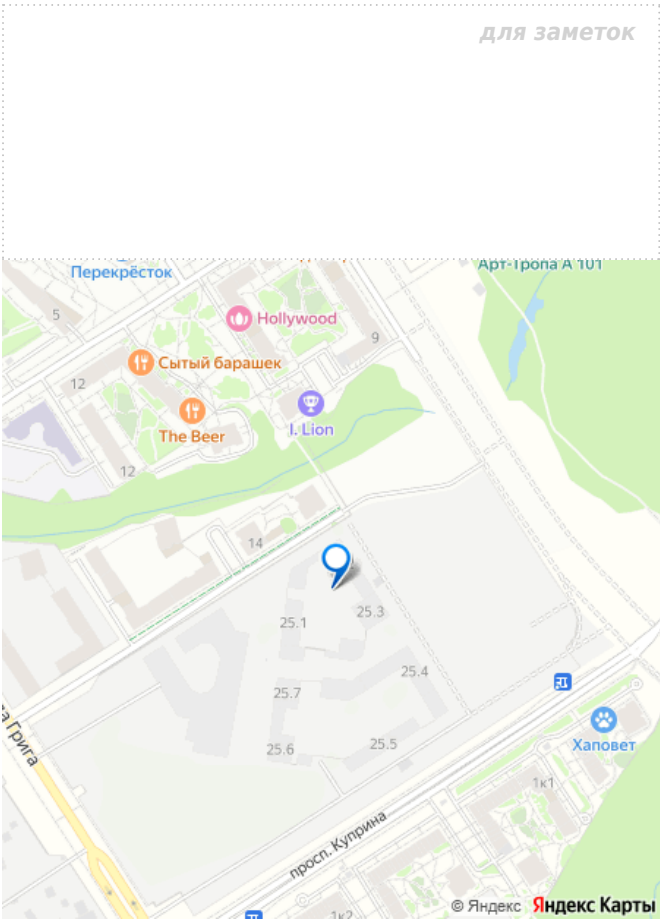 для заметок
Арт-Тропа А 101
Перекрёсток
5
Hollywood
9
Сытый барашек
12
The Beer
I. Lion
12
14
25.1
25.3
25.4
25.7
25.6
25.5
Грига
Хаповет
1к1
просп. Куприна
1к2
© Яндекс Яндекс Карты